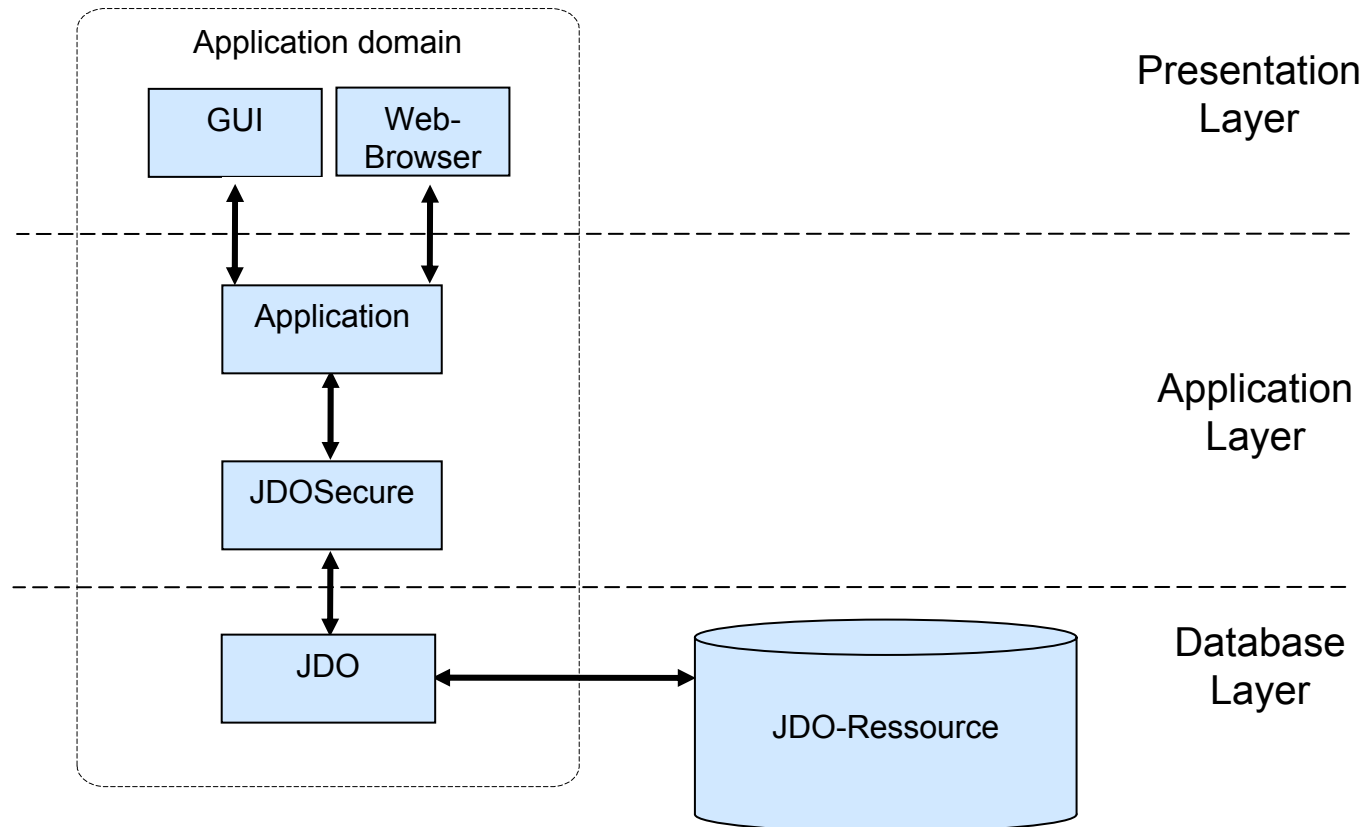 Application domain
GUI
Web-
Browser
Presentation
Layer
Application
Application
Layer
JDOSecure
JDO
JDO-Ressource
Database
Layer